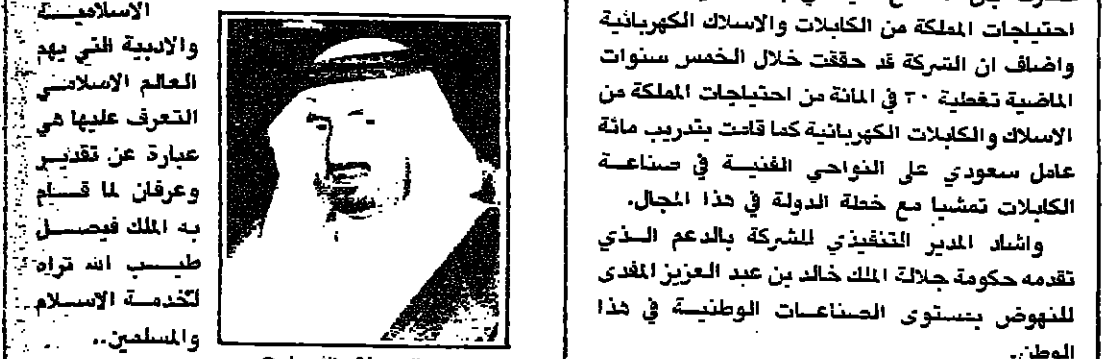 احتياجات المملكة من الكابلات والاسلاك الكهربائية
واضاف ان الشركة قد حققت خلال الخمس سنوات
الماضية تغطية ٣٠ في المائة من احتياجات المملكة من
الاسلاك والكابلات الكهربائية كما قامت بتدريب مائة
عامل سعودي على النواحي الفنية في صناعة
الكابلات تمشيا مع خطة الدولة في هذا المجال.
واشاد المدير التنفيذي للشركة بالدعم الذي
تقدمه حكومة جلالة الملك خالد بن عبد العزيز المفدى
للنهوض بمستوى الصناعات الوطنية في هذا
الوطن.
الاسلامية
والادبية التي يهم
العالم الاسلامي
التعرف عليها هي
عبارة عن تقدير
وعرفان لما قام
به الملك فيصل
طيب الله ثراه
لخدمة الاسلام
والمسلمين..